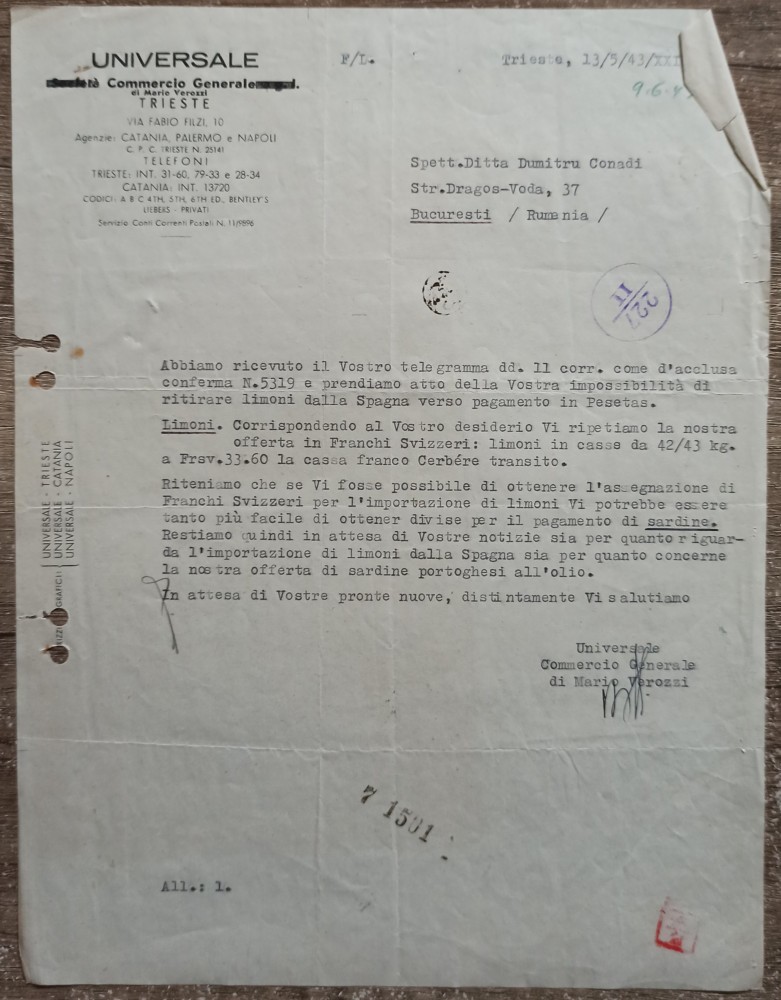 UNIVERSALE
Società Commercio Generale
di Mario Verozzi
TRIESTE
VIA FABIO FILZI, 10
Agenzie: CATANIA, PALERMO e NAPOLI
C. P. C. TRIESTE N. 25141
TELEFONI
TRIESTE: INT. 31-60, 79-33 e 28-34
CATANIA: INT. 13720
CODICI: A B C 4TH, 5TH, 6TH ED., BENTLEY'S
LIEBERS - PRIVATI
Servizio Conti Correnti Postali N. 11/9896
F/L.
Trieste, 13/5/43/XXI
9.6.4
Spett.Ditta Dumitru Conadi
Str.Dragos-Voda, 37
Bucuresti / Rumania /
227
II
Abbiamo ricevuto il Vostro telegramma dd. 11 corr. come d'acclusa
conferma N.5319 e prendiamo atto della Vostra impossibilità di
ritirare limoni dalla Spagna verso pagamento in Pesetas.
Limoni. Corrispondendo al Vostro desiderio Vi ripetiamo la nostra
offerta in Franchi Svizzeri: limoni in casse da 42/43 kg.
a Frsv.33.60 la cassa franco Cerbére transito.
Riteniamo che se Vi fosse possibile di ottenere l'assegnazione di
Franchi Svizzeri per l'importazione di limoni Vi potrebbe essere
tanto più facile di ottener divise per il pagamento di sardine.
Restiamo quindi in attesa di Vostre notizie sia per quanto riguar-
da l'importazione di limoni dalla Spagna sia per quanto concerne
la nostra offerta di sardine portoghesi all'olio.
In attesa di Vostre pronte nuove, distintamente Vi salutiamo
Universale
Commercio Generale
di Mario Verozzi
UNIVERSALE - TRIESTE
UNIVERSALE - CATANIA
UNIVERSALE - NAPOLI
7 1501
All.: 1.